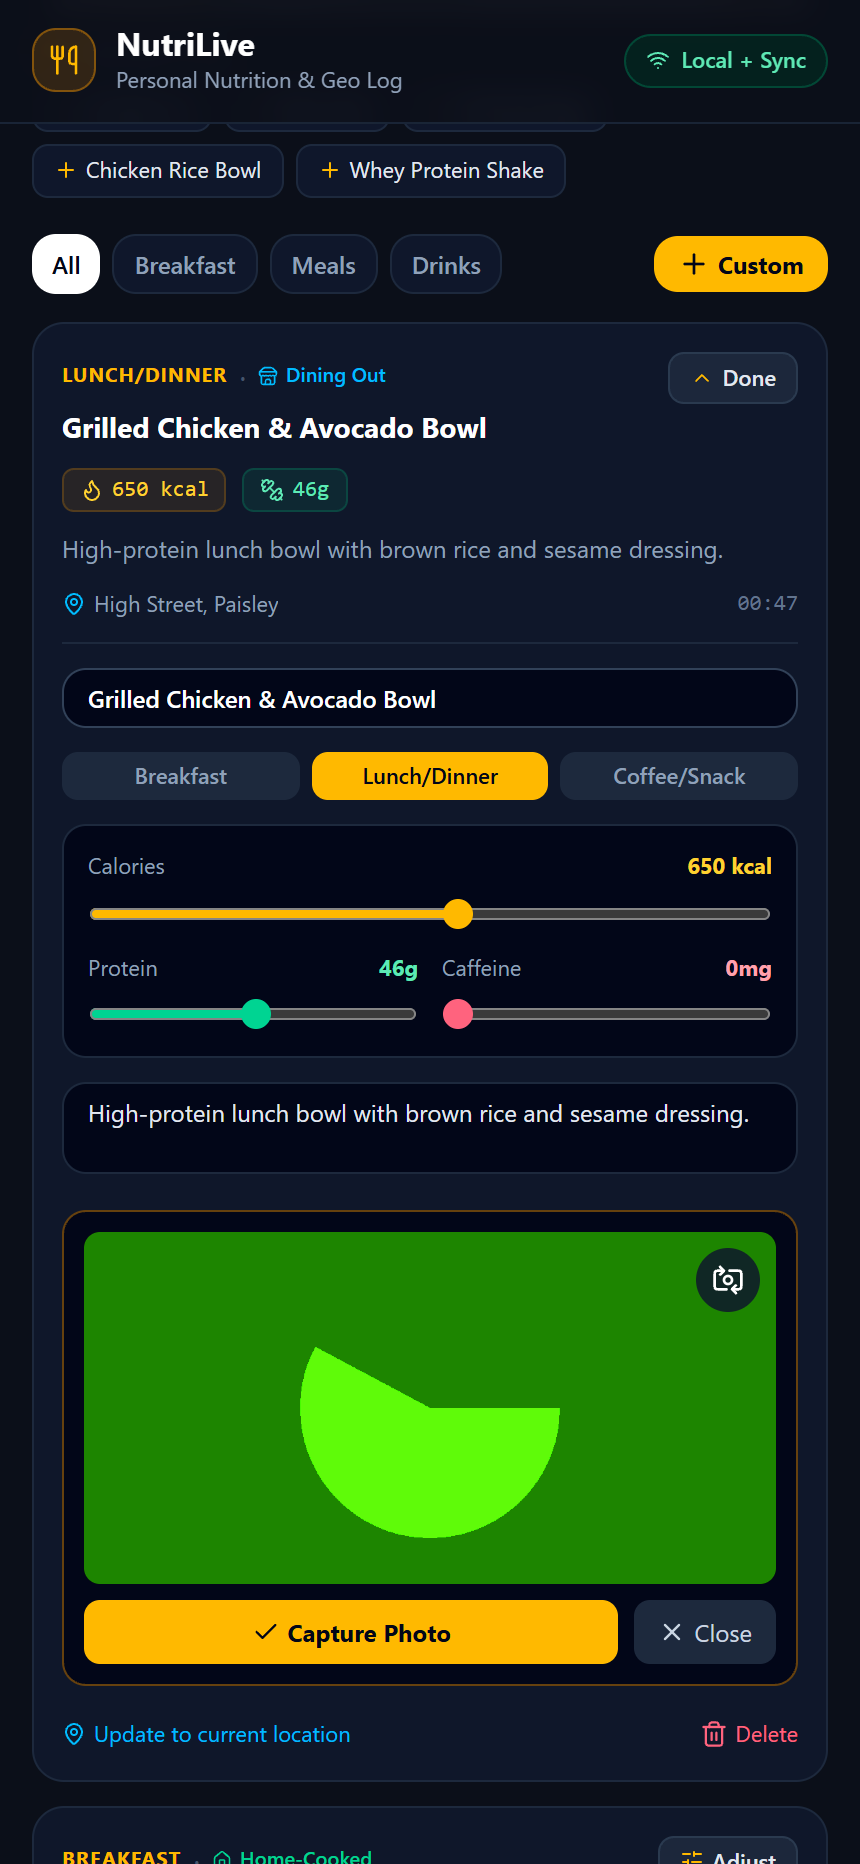 NutriLive
Personal Nutrition & Geo Log
Local + Sync
Chicken Rice Bowl
Whey Protein Shake
All
Breakfast
Meals
Drinks
Custom
LUNCH/DINNER · Dining Out
Done
Grilled Chicken & Avocado Bowl
650 kcal
46g
High-protein lunch bowl with brown rice and sesame dressing.
High Street, Paisley
00:47
Grilled Chicken & Avocado Bowl
Breakfast
Lunch/Dinner
Coffee/Snack
Calories
650 kcal
Protein
46g
Caffeine
0mg
High-protein lunch bowl with brown rice and sesame dressing.
Capture Photo
Close
Update to current location
Delete
BREAKFAST · Home-Cooked
Adjust